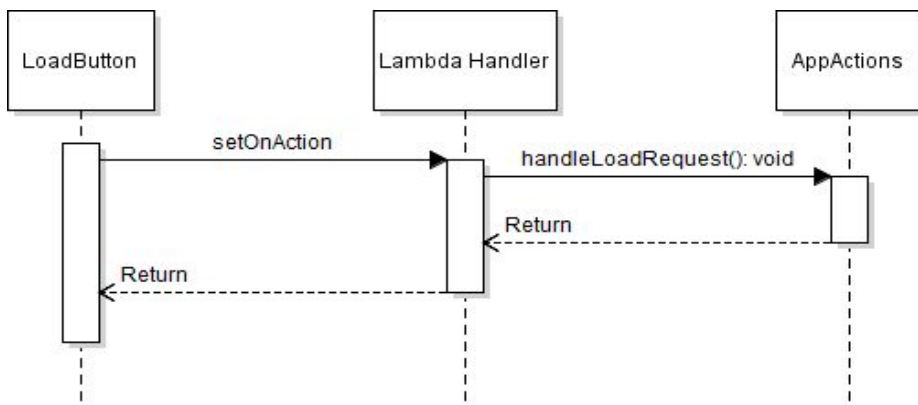 LoadButton
Lambda Handler
AppActions
setOnAction
handleLoadRequest(): void
Return
Return